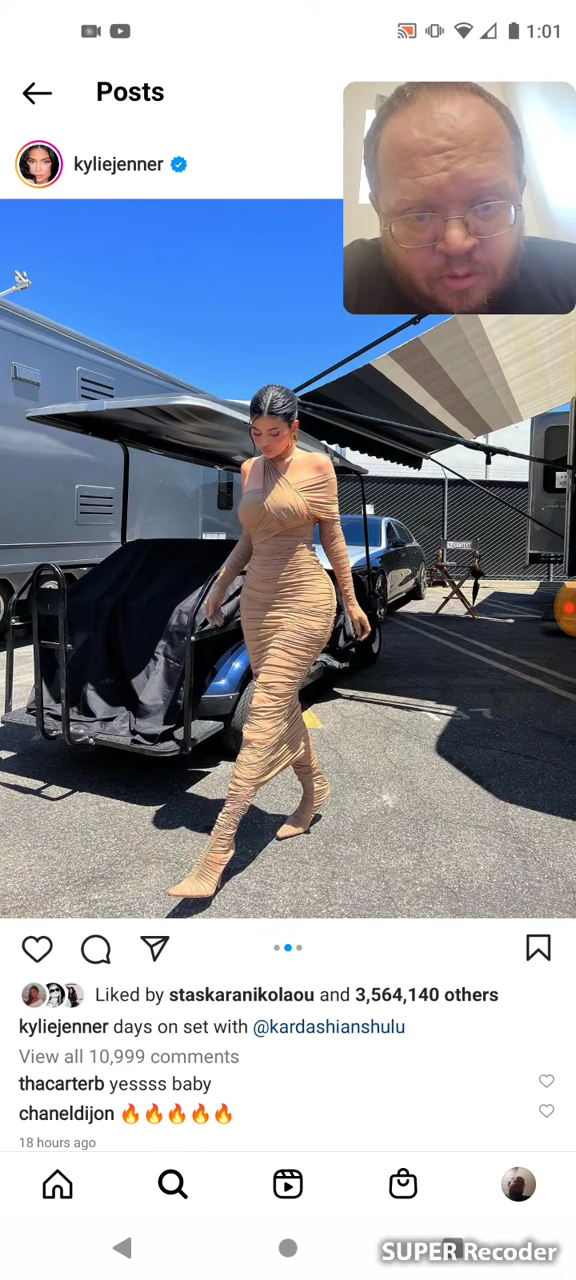 1:01
Posts
kyliejenner
Liked by staskaranikolaou and 3,564,140 others
kyliejenner days on set with @kardashianshulu
View all 10,999 comments
thacarterb yessss baby
chaneldijon 🔥🔥🔥🔥🔥
18 hours ago
SUPER Recoder